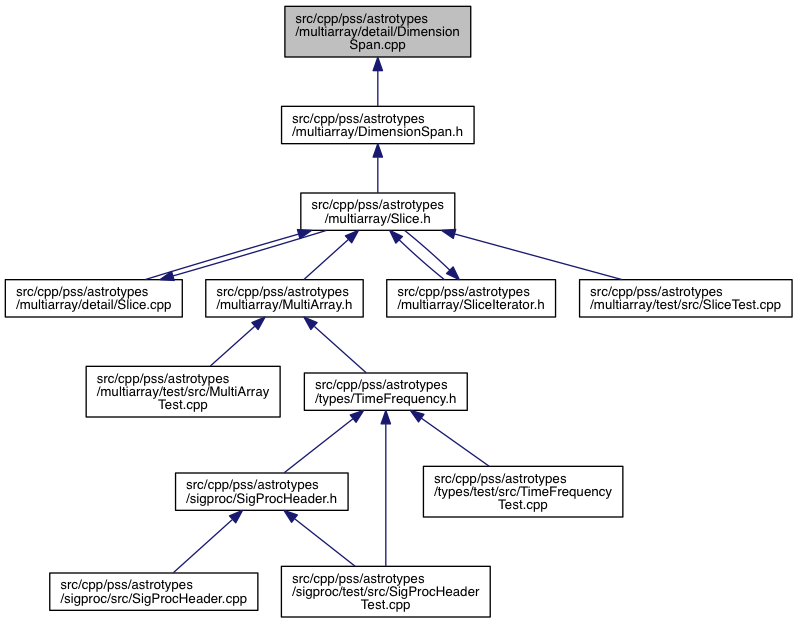 src/cpp/pss/astrotypes
/multiarray/detail/Dimension
Span.cpp
src/cpp/pss/astrotypes
/multiarray/DimensionSpan.h
src/cpp/pss/astrotypes
/multiarray/Slice.h
src/cpp/pss/astrotypes
/multiarray/detail/Slice.cpp
src/cpp/pss/astrotypes
/multiarray/MultiArray.h
src/cpp/pss/astrotypes
/multiarray/SliceIterator.h
src/cpp/pss/astrotypes
/multiarray/test/src/SliceTest.cpp
src/cpp/pss/astrotypes
/multiarray/test/src/MultiArray
Test.cpp
src/cpp/pss/astrotypes
/types/TimeFrequency.h
src/cpp/pss/astrotypes
/sigproc/SigProcHeader.h
src/cpp/pss/astrotypes
/types/test/src/TimeFrequency
Test.cpp
src/cpp/pss/astrotypes
/sigproc/src/SigProcHeader.cpp
src/cpp/pss/astrotypes
/sigproc/test/src/SigProcHeader
Test.cpp